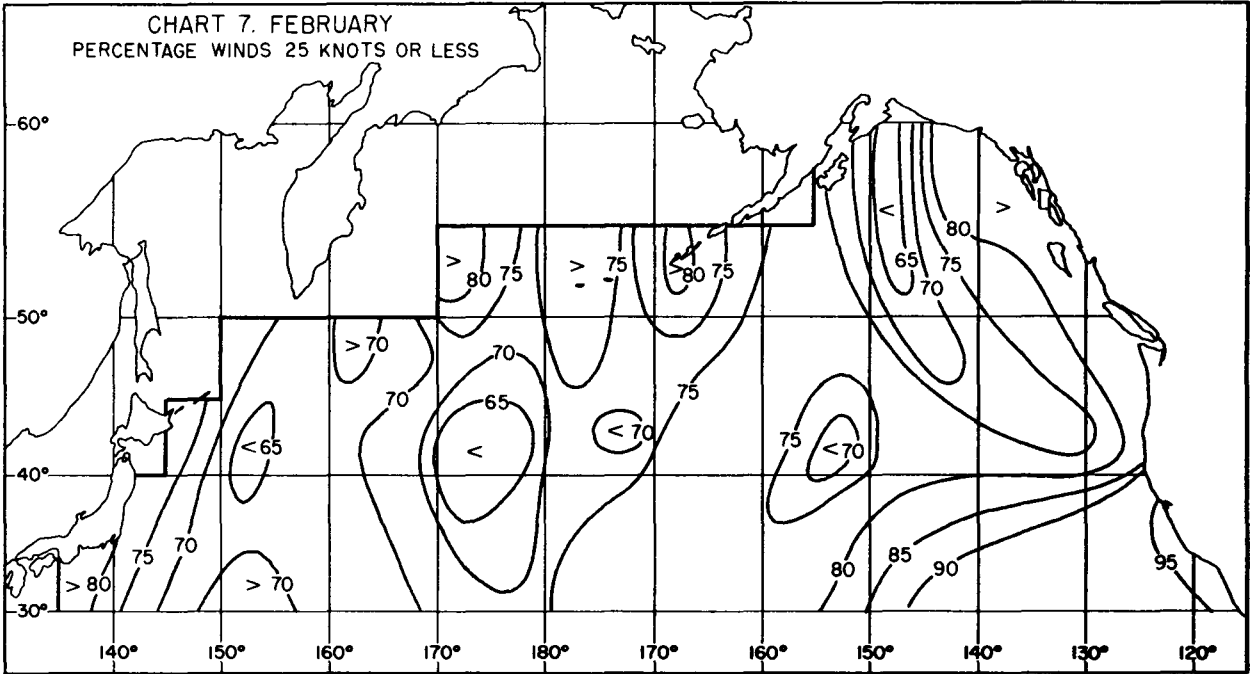 CHART 7. FEBRUARY
PERCENTAGE WINDS 25 KNOTS OR LESS
60°
< >
80
> 80 75 > 75 >80 75 65 75
70
50°
>70 70
70 65 75
<65 < <70 75 <70
40°
75 70
>80 >70 80 85 90 95
30°
140° 150° 160° 170° 180° 170° 160° 150° 140° 130° 120°